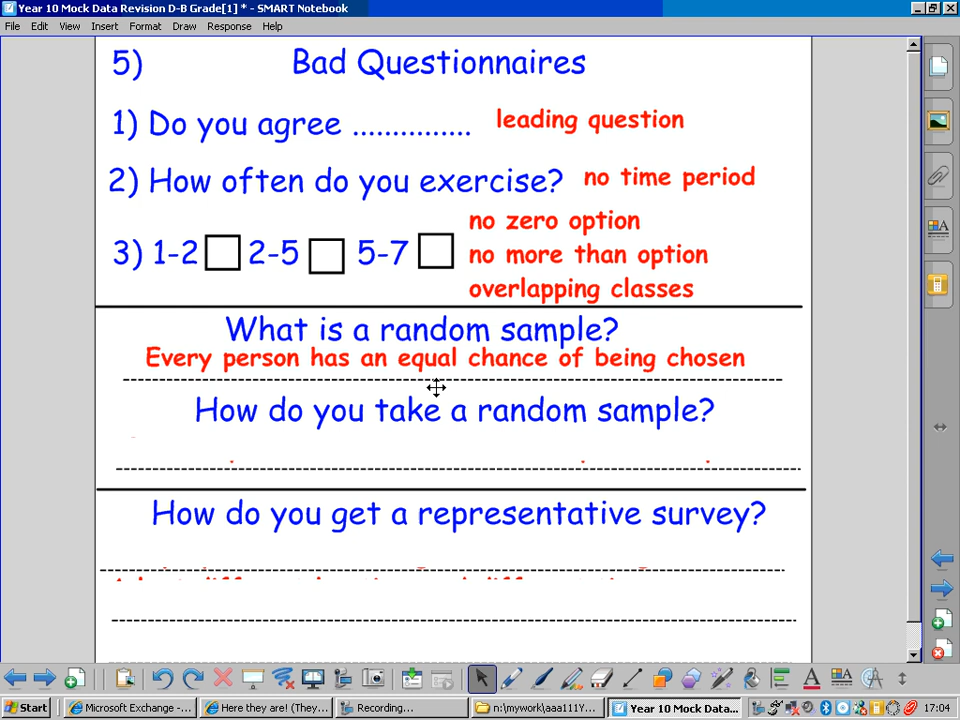 Year 10 Mock Data Revision D-B Grade[1] * - SMART Notebook
File Edit View Insert Format Draw Response Help
5) Bad Questionnaires
1) Do you agree ............... leading question
2) How often do you exercise? no time period
no zero option
3) 1-2 2-5 5-7 no more than option
overlapping classes
What is a random sample?
Every person has an equal chance of being chosen
How do you take a random sample?
How do you get a representative survey?
Start Microsoft Exchange - ... Here they are! (They... Recording... n:\mywork\aaa111Y... Year 10 Mock Data... 17:04